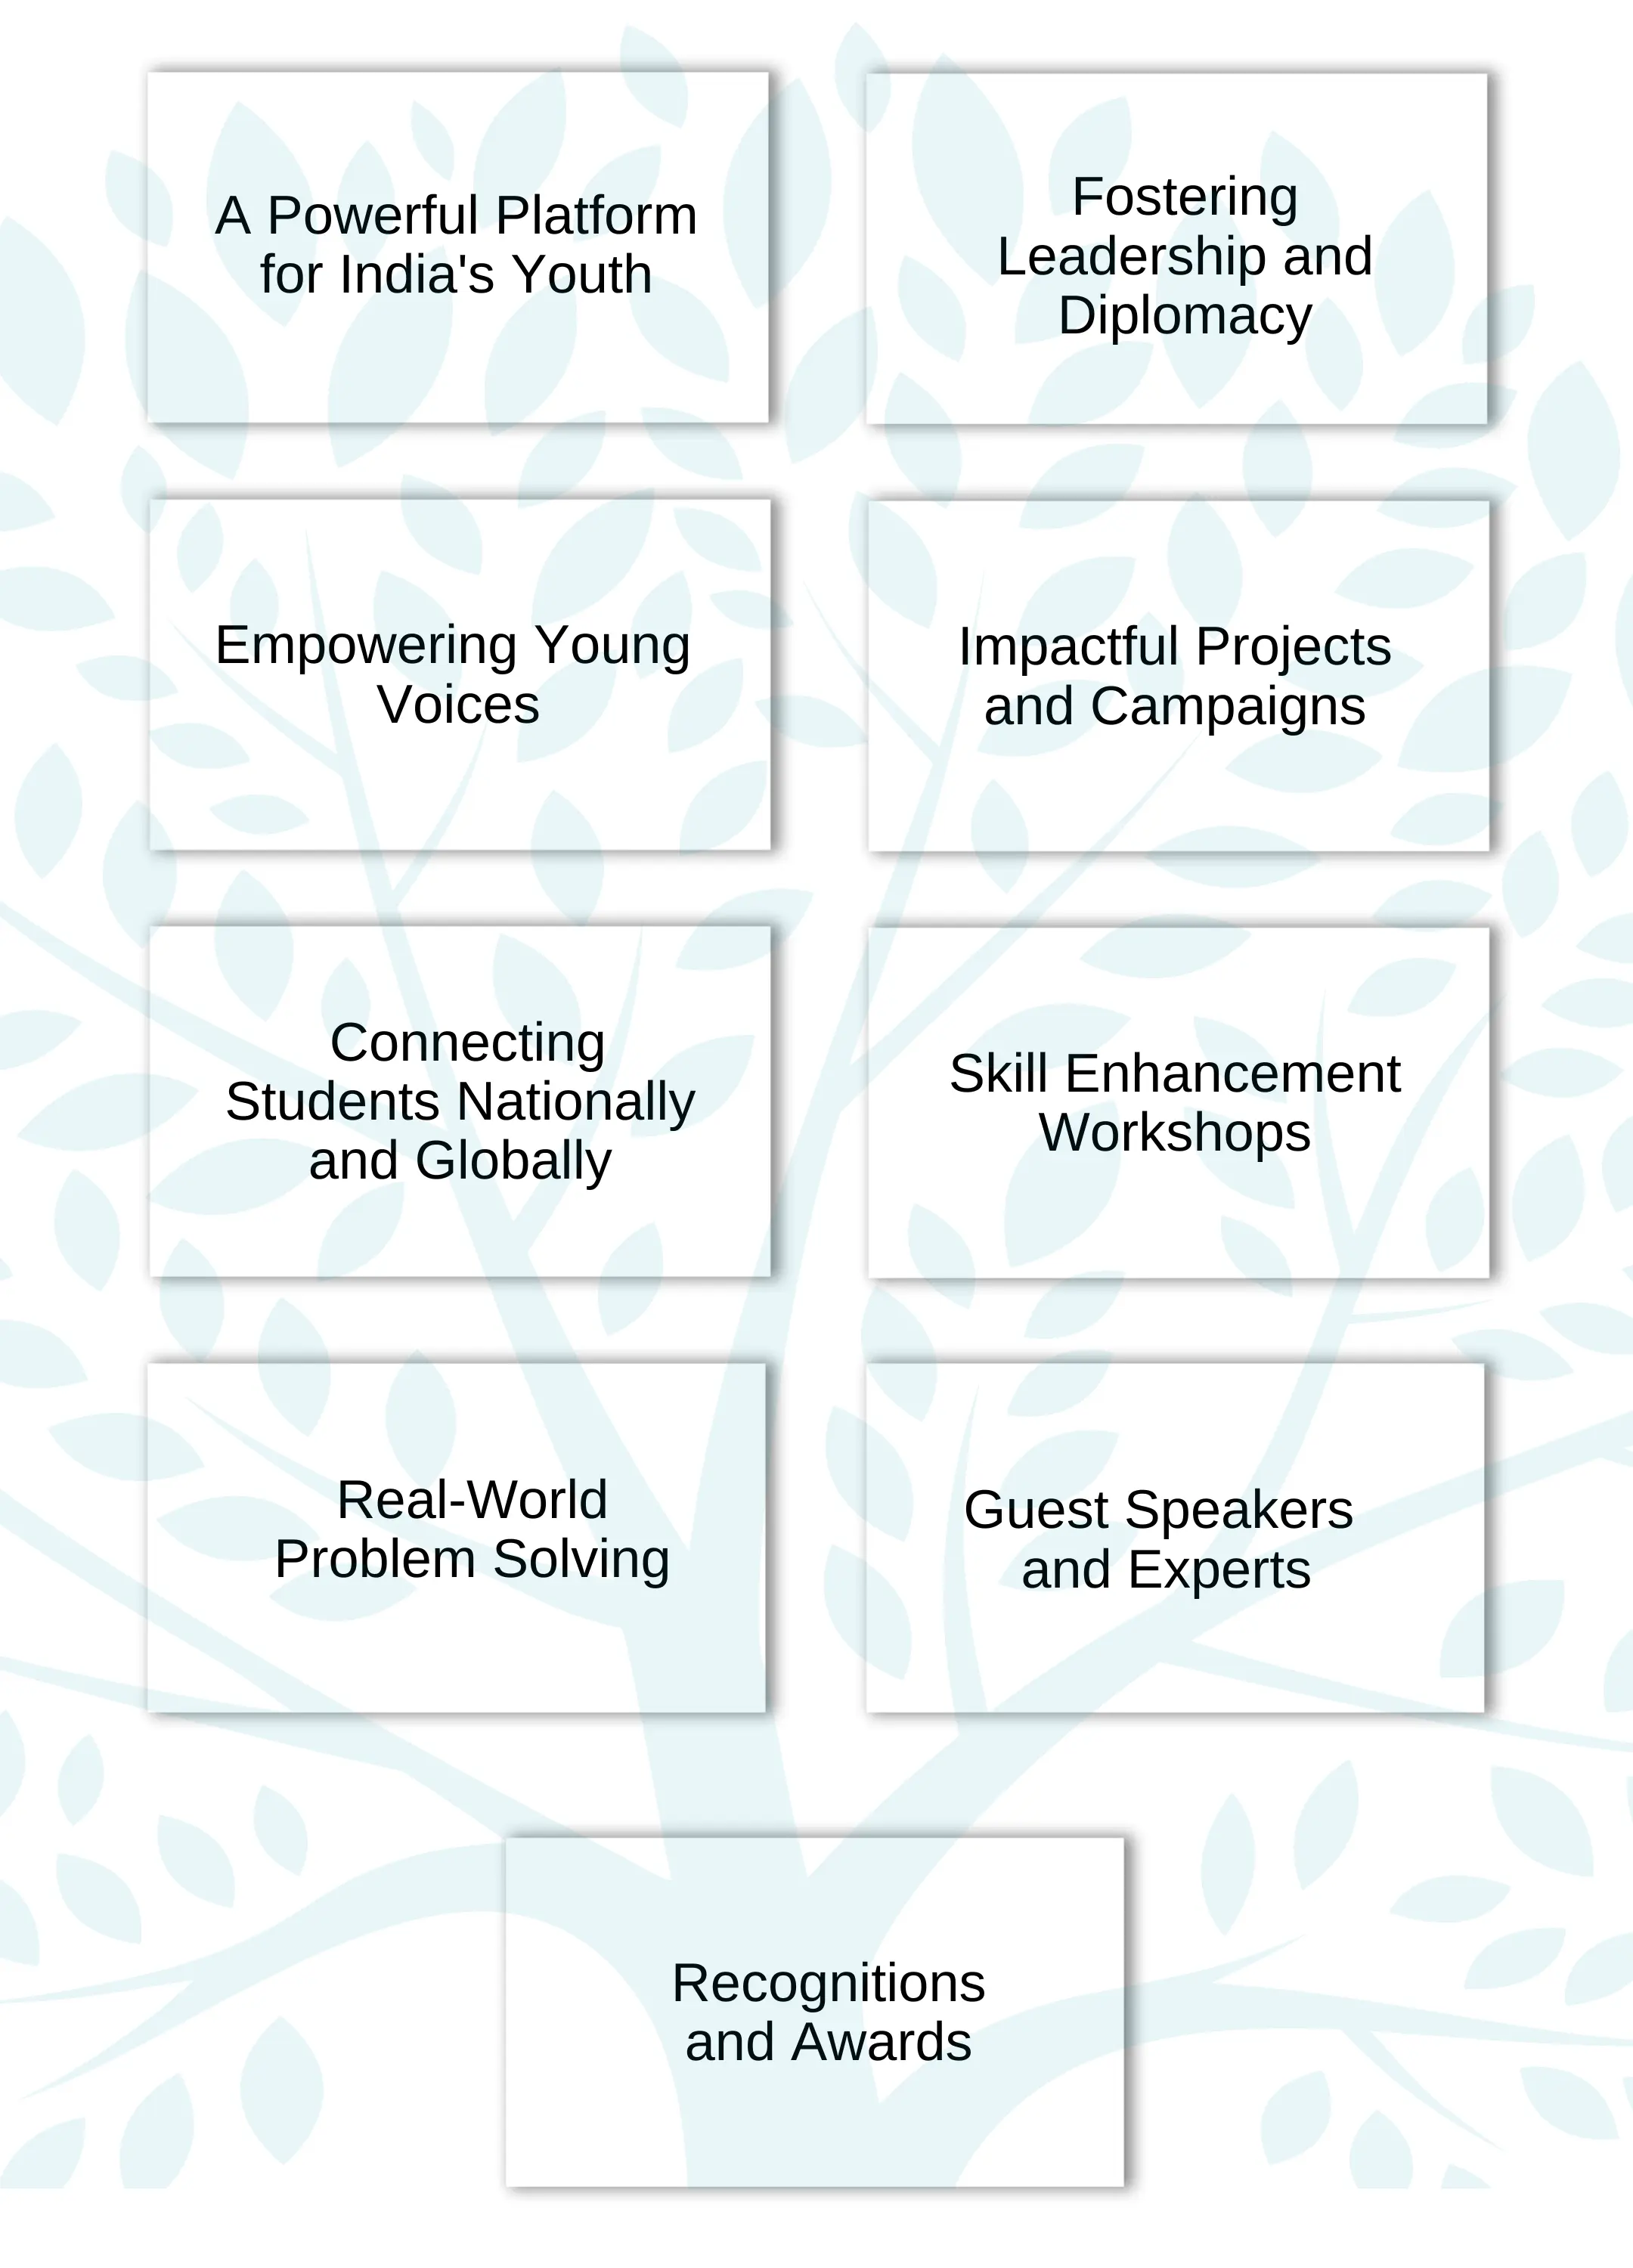 A Powerful Platform
for India's Youth
Fostering
Leadership and
Diplomacy
Empowering Young
Voices
Impactful Projects
and Campaigns
Connecting
Students Nationally
and Globally
Skill Enhancement
Workshops
Real-World
Problem Solving
Guest Speakers
and Experts
Recognitions
and Awards